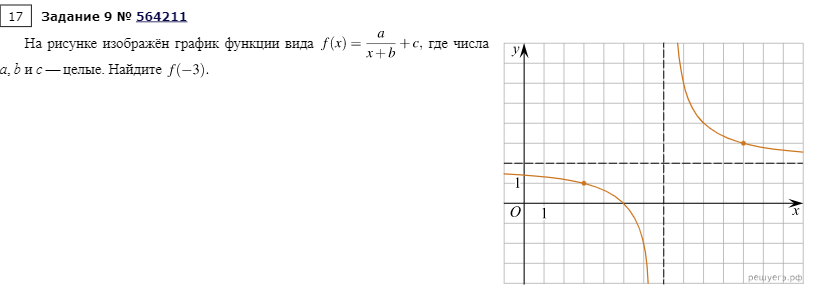 17 Задание 9 № 564211
На рисунке изображён график функции вида f(x) = a/(x+b) + c, где числа
a, b и c — целые. Найдите f(−3).
y
1
O 1 x
решуегэ.рф